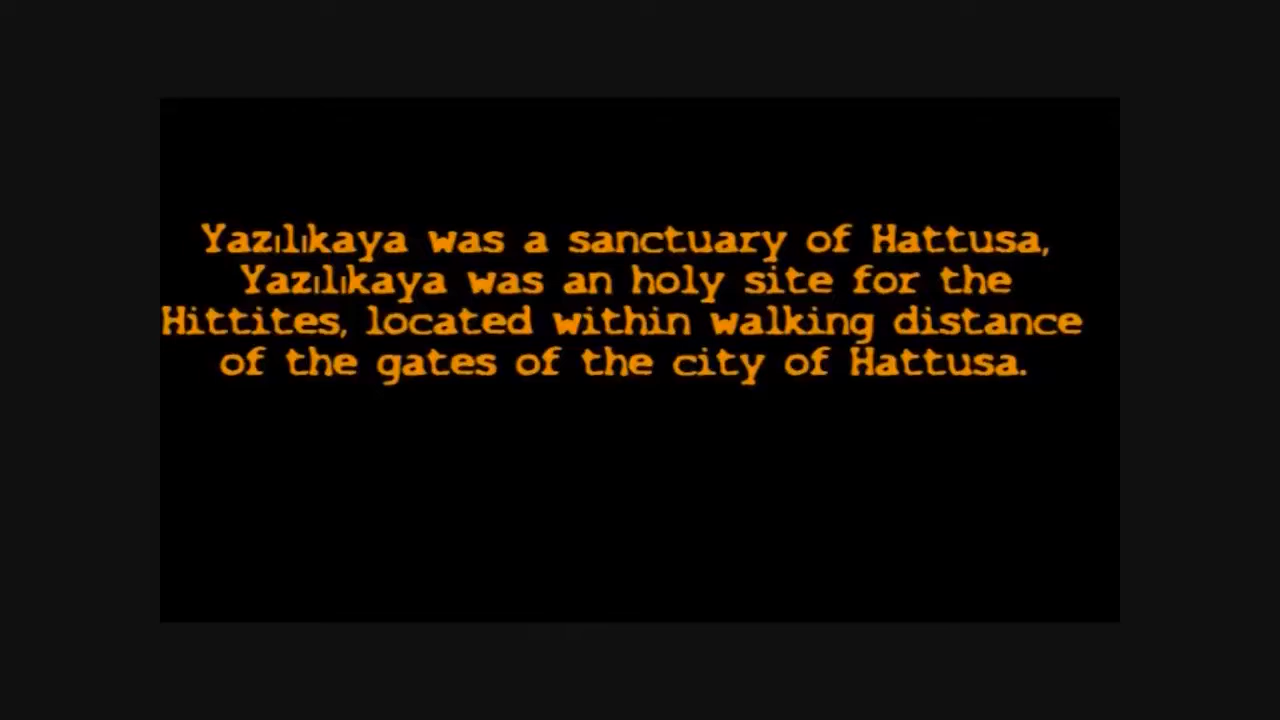 Yazılıkaya was a sanctuary of Hattusa,
Yazılıkaya was an holy site for the
Hittites, located within walking distance
of the gates of the city of Hattusa.